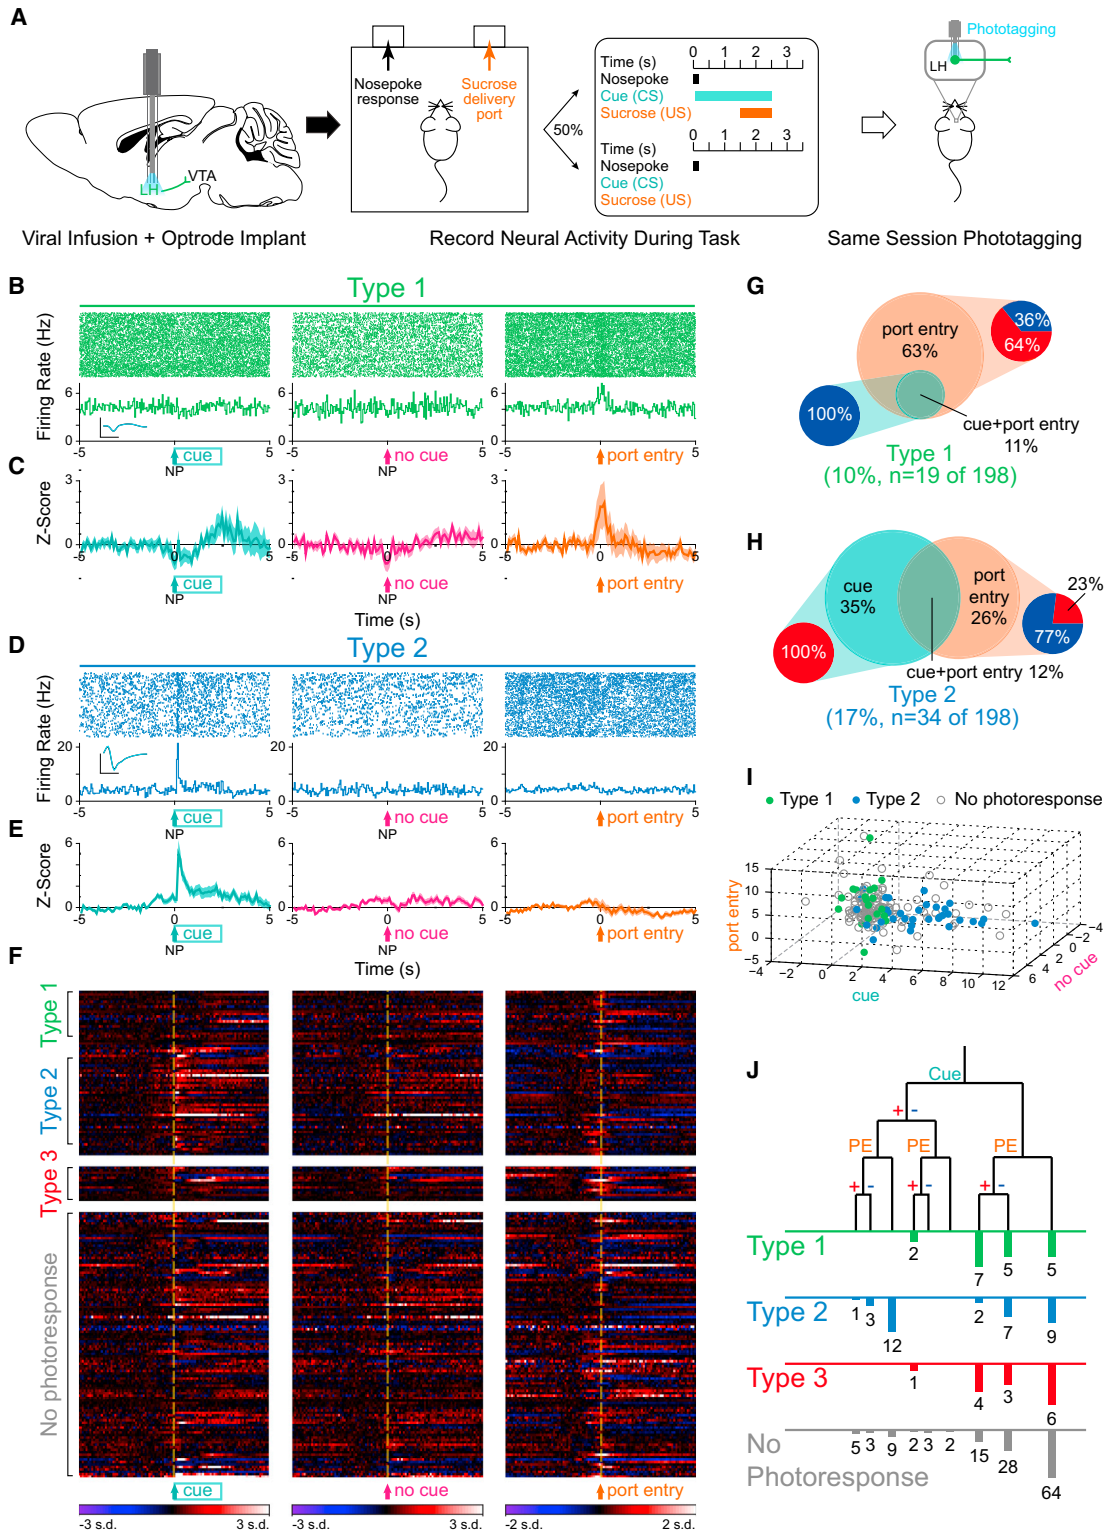 A
Nosepoke
response
Sucrose
delivery
port
50%
Time (s)
0 1 2 3
Nosepoke
Cue (CS)
Sucrose (US)
Time (s)
0 1 2 3
Nosepoke
Cue (CS)
Sucrose (US)
Phototagging
LH
LH
VTA
Viral Infusion + Optrode Implant
Record Neural Activity During Task
Same Session Phototagging
B
Type 1
Firing Rate (Hz)
6
0
6
0
-5 cue 5
NP
-5 no cue 5
NP
-5 port entry 5
C
Z-Score
3
0
3
0
-5 0 5
-5 0 5
-5 0 5
cue
NP
no cue
NP
port entry
Time (s)
D
Type 2
Firing Rate (Hz)
20
0
20
0
-5 cue 5
NP
-5 no cue 5
NP
-5 port entry 5
E
Z-Score
6
0
6
0
-5 cue 5
NP
-5 no cue 5
NP
-5 port entry 5
Time (s)
F
Type 1
Type 2
Type 3
No photoresponse
cue
no cue
port entry
-3 s.d. 3 s.d.
-3 s.d. 3 s.d.
-2 s.d. 2 s.d.
G
port entry
63%
36%
64%
100%
cue+port entry
11%
Type 1
(10%, n=19 of 198)
H
cue
35%
port
entry
26%
23%
77%
100%
cue+port entry 12%
Type 2
(17%, n=34 of 198)
I
Type 1 Type 2 No photoresponse
port entry
15
10
5
0
−5
−4 −2 0 2 4 6 8 10 12
cue
6 4 2 0 −2 −4
no cue
J
Cue
+ -
PE PE PE
+ - + - + -
Type 1
2 7 5 5
Type 2
1 3 12 2 7 9
Type 3
1 4 3 6
No
Photoresponse
5 3 9 2 3 2 15 28 64